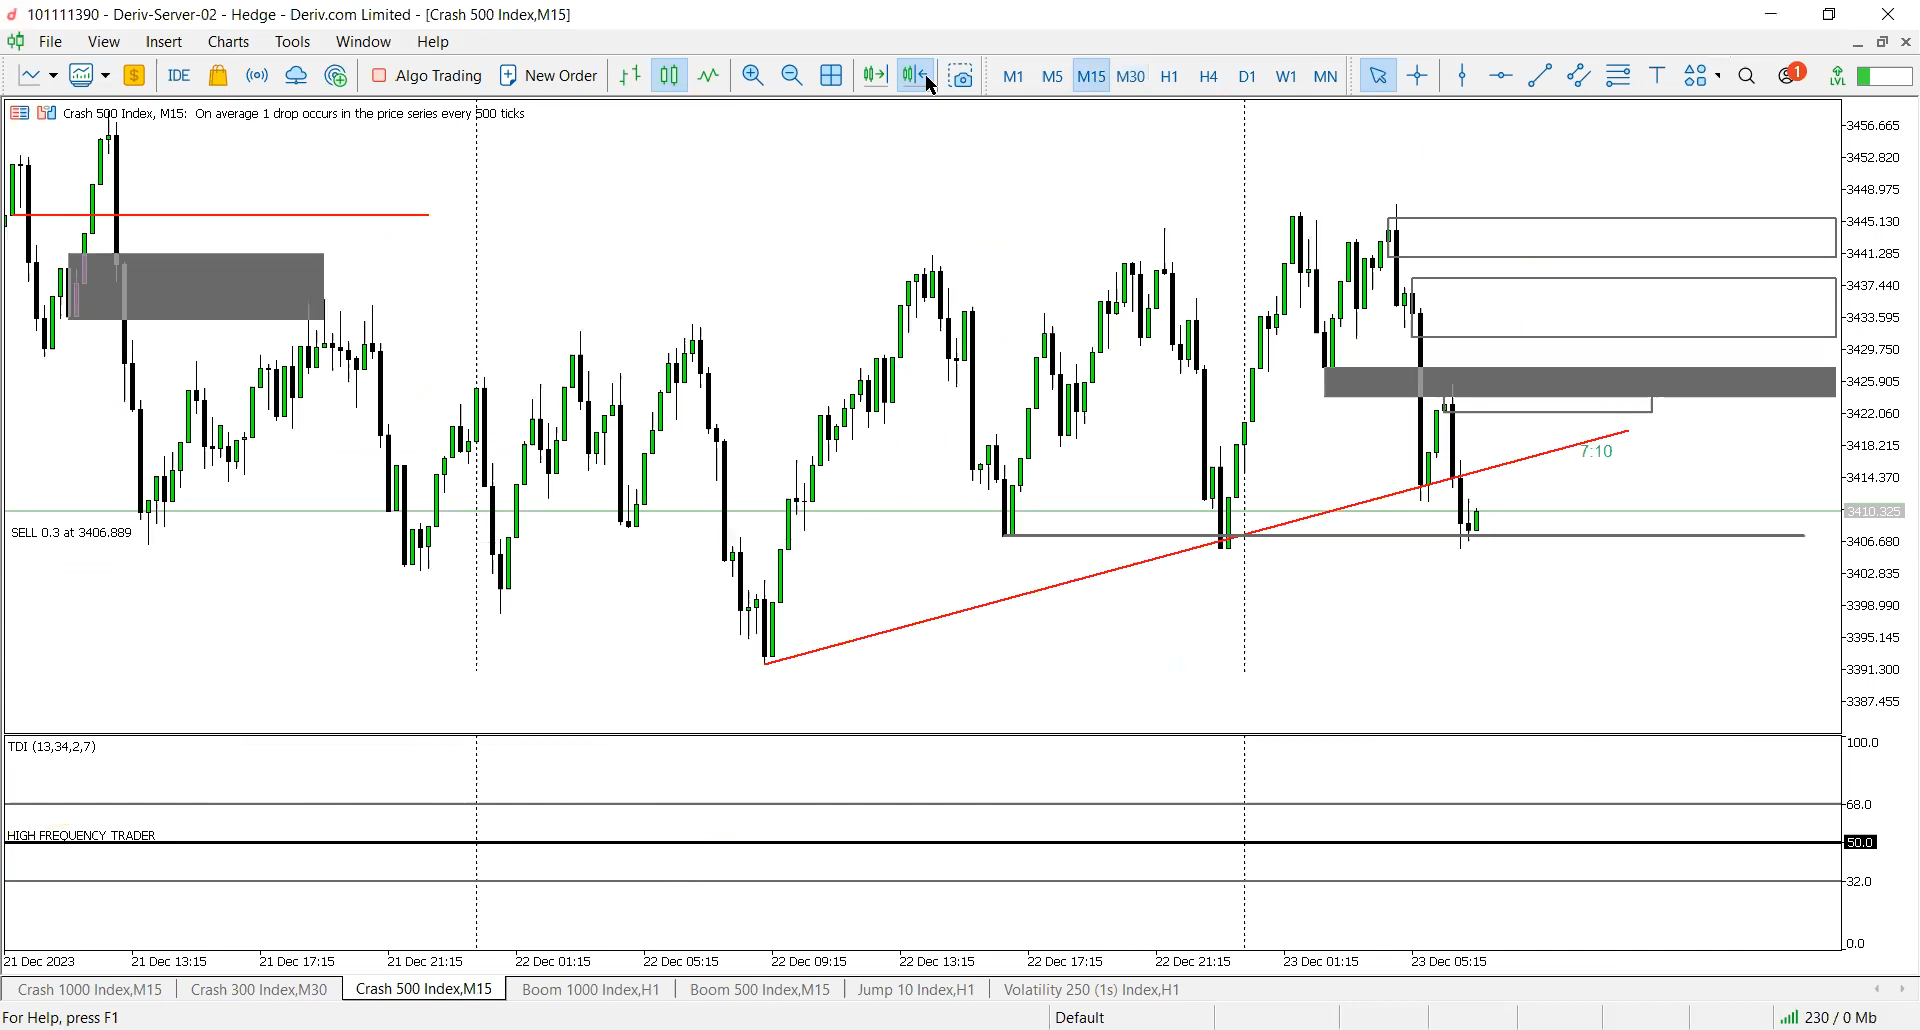 101111390 - Deriv-Server-02 - Hedge - Deriv.com Limited - [Crash 500 Index,M15]
File View Insert Charts Tools Window Help
IDE Algo Trading New Order M1 M5 M15 M30 H1 H4 D1 W1 MN T 1 LVL
Crash 500 Index, M15: On average 1 drop occurs in the price series every 500 ticks
3456.665
3452.820
3448.975
3445.130
3441.285
3437.440
3433.595
3429.750
3425.905
3422.060
3418.215
7:10
3414.370
3410.325
SELL 0.3 at 3406.889
3406.680
3402.835
3398.990
3395.145
3391.300
3387.455
TDI (13,34,2,7)
100.0
68.0
HIGH FREQUENCY TRADER
50.0
32.0
0.0
21 Dec 2023 21 Dec 13:15 21 Dec 17:15 21 Dec 21:15 22 Dec 01:15 22 Dec 05:15 22 Dec 09:15 22 Dec 13:15 22 Dec 17:15 22 Dec 21:15 23 Dec 01:15 23 Dec 05:15
Crash 1000 Index,M15 Crash 300 Index,M30 Crash 500 Index,M15 Boom 1000 Index,H1 Boom 500 Index,M15 Jump 10 Index,H1 Volatility 250 (1s) Index,H1
For Help, press F1 Default 230 / 0 Mb